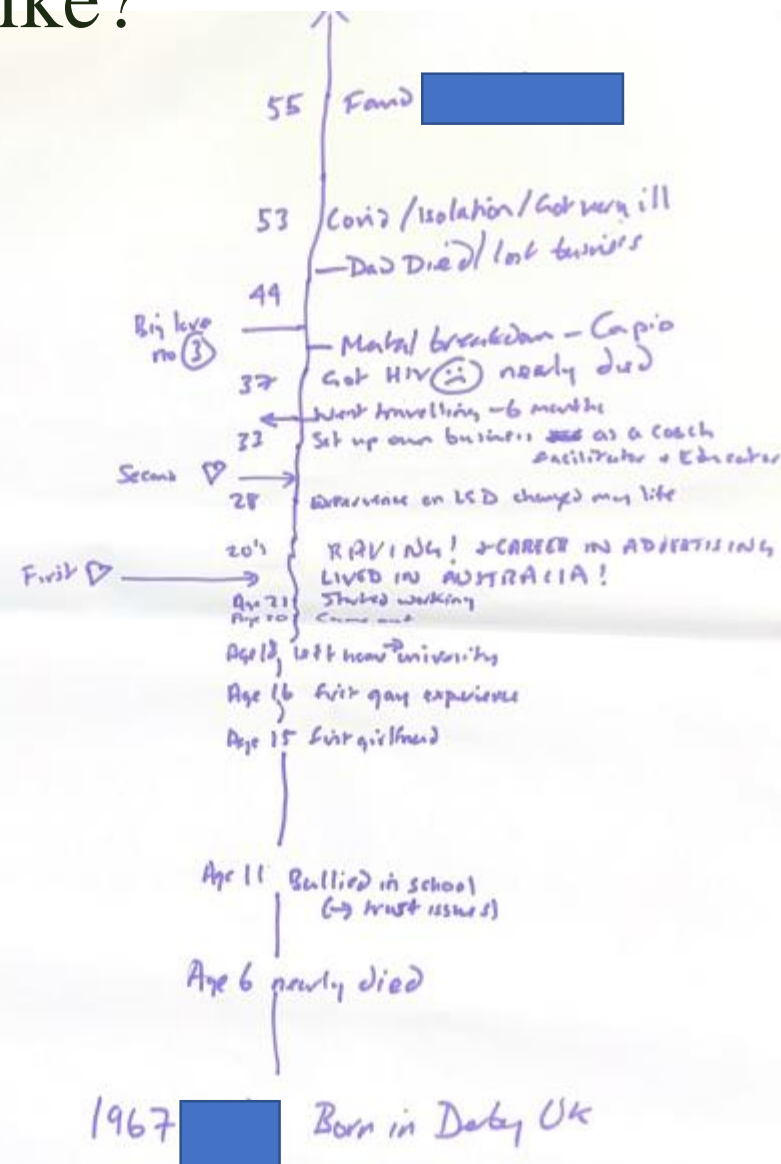 ike?
55 Found
53 Covid / Isolation / Got very ill
— Dad Died / lost business
44
Big love
no 3
— Mental breakdown – Capio
37 Got HIV ☹ nearly died
Went travelling – 6 months
33 Set up own business as a coach
facilitator + Educator
Second ♡
28 Experience on LSD changed my life
20's RAVING! + CAREER IN ADVERTISING
First ♡
LIVED IN AUSTRALIA!
Age 21 Started working
Age 20 Came out
Age 18, Left home → university
Age 16 first gay experience
Age 15 first girlfriend
Age 11 Bullied in school
(→ trust issues)
Age 6 nearly died
1967 Born in Derby UK